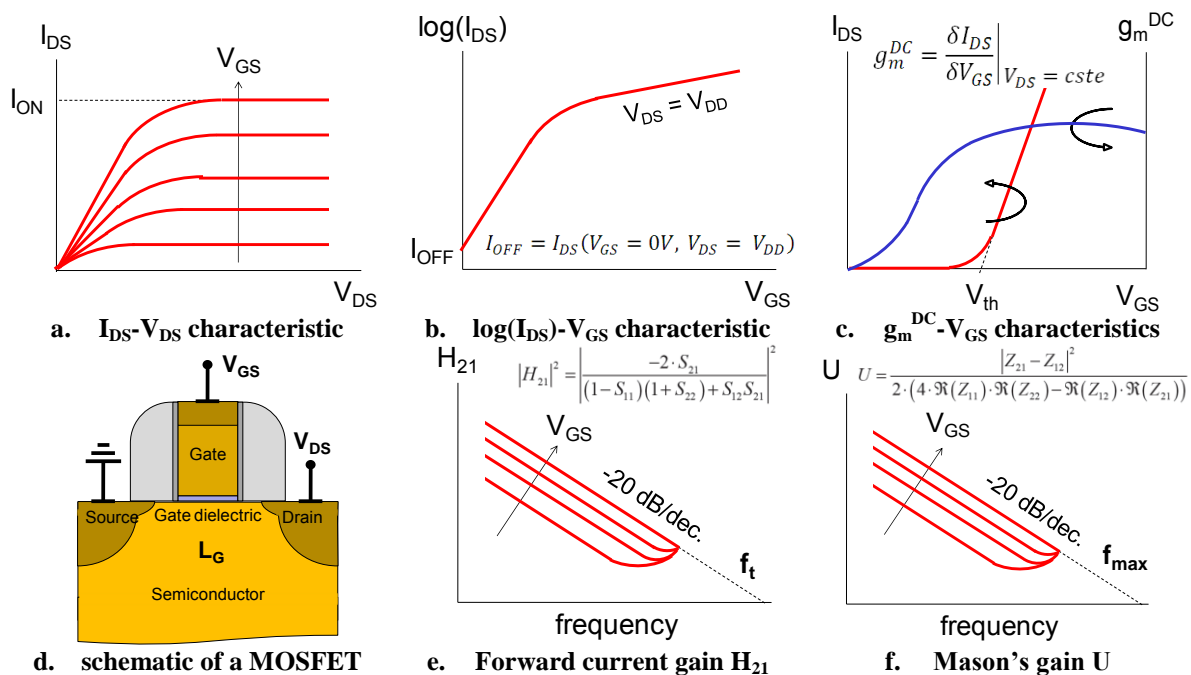 I_DS
V_GS
I_ON
V_DS
a. I_DS-V_DS characteristic
log(I_DS)
V_DS = V_DD
I_OFF
I_OFF = I_DS(V_GS = 0V, V_DS = V_DD)
V_GS
b. log(I_DS)-V_GS characteristic
I_DS
g_m^DC
g_m^DC = δI_DS / δV_GS |V_DS = cste
V_th
V_GS
c. g_m^DC-V_GS characteristics
V_GS
V_DS
Gate
Source
Gate dielectric
Drain
L_G
Semiconductor
d. schematic of a MOSFET
H_21
|H_21|^2 = |-2·S_21 / ((1−S_11)(1+S_22)+S_12S_21)|^2
V_GS
-20 dB/dec.
f_t
frequency
e. Forward current gain H_21
U
U = |Z_21 − Z_12|^2 / (2·(4·ℜ(Z_11)·ℜ(Z_22)−ℜ(Z_12)·ℜ(Z_21)))
V_GS
-20 dB/dec.
f_max
frequency
f. Mason's gain U